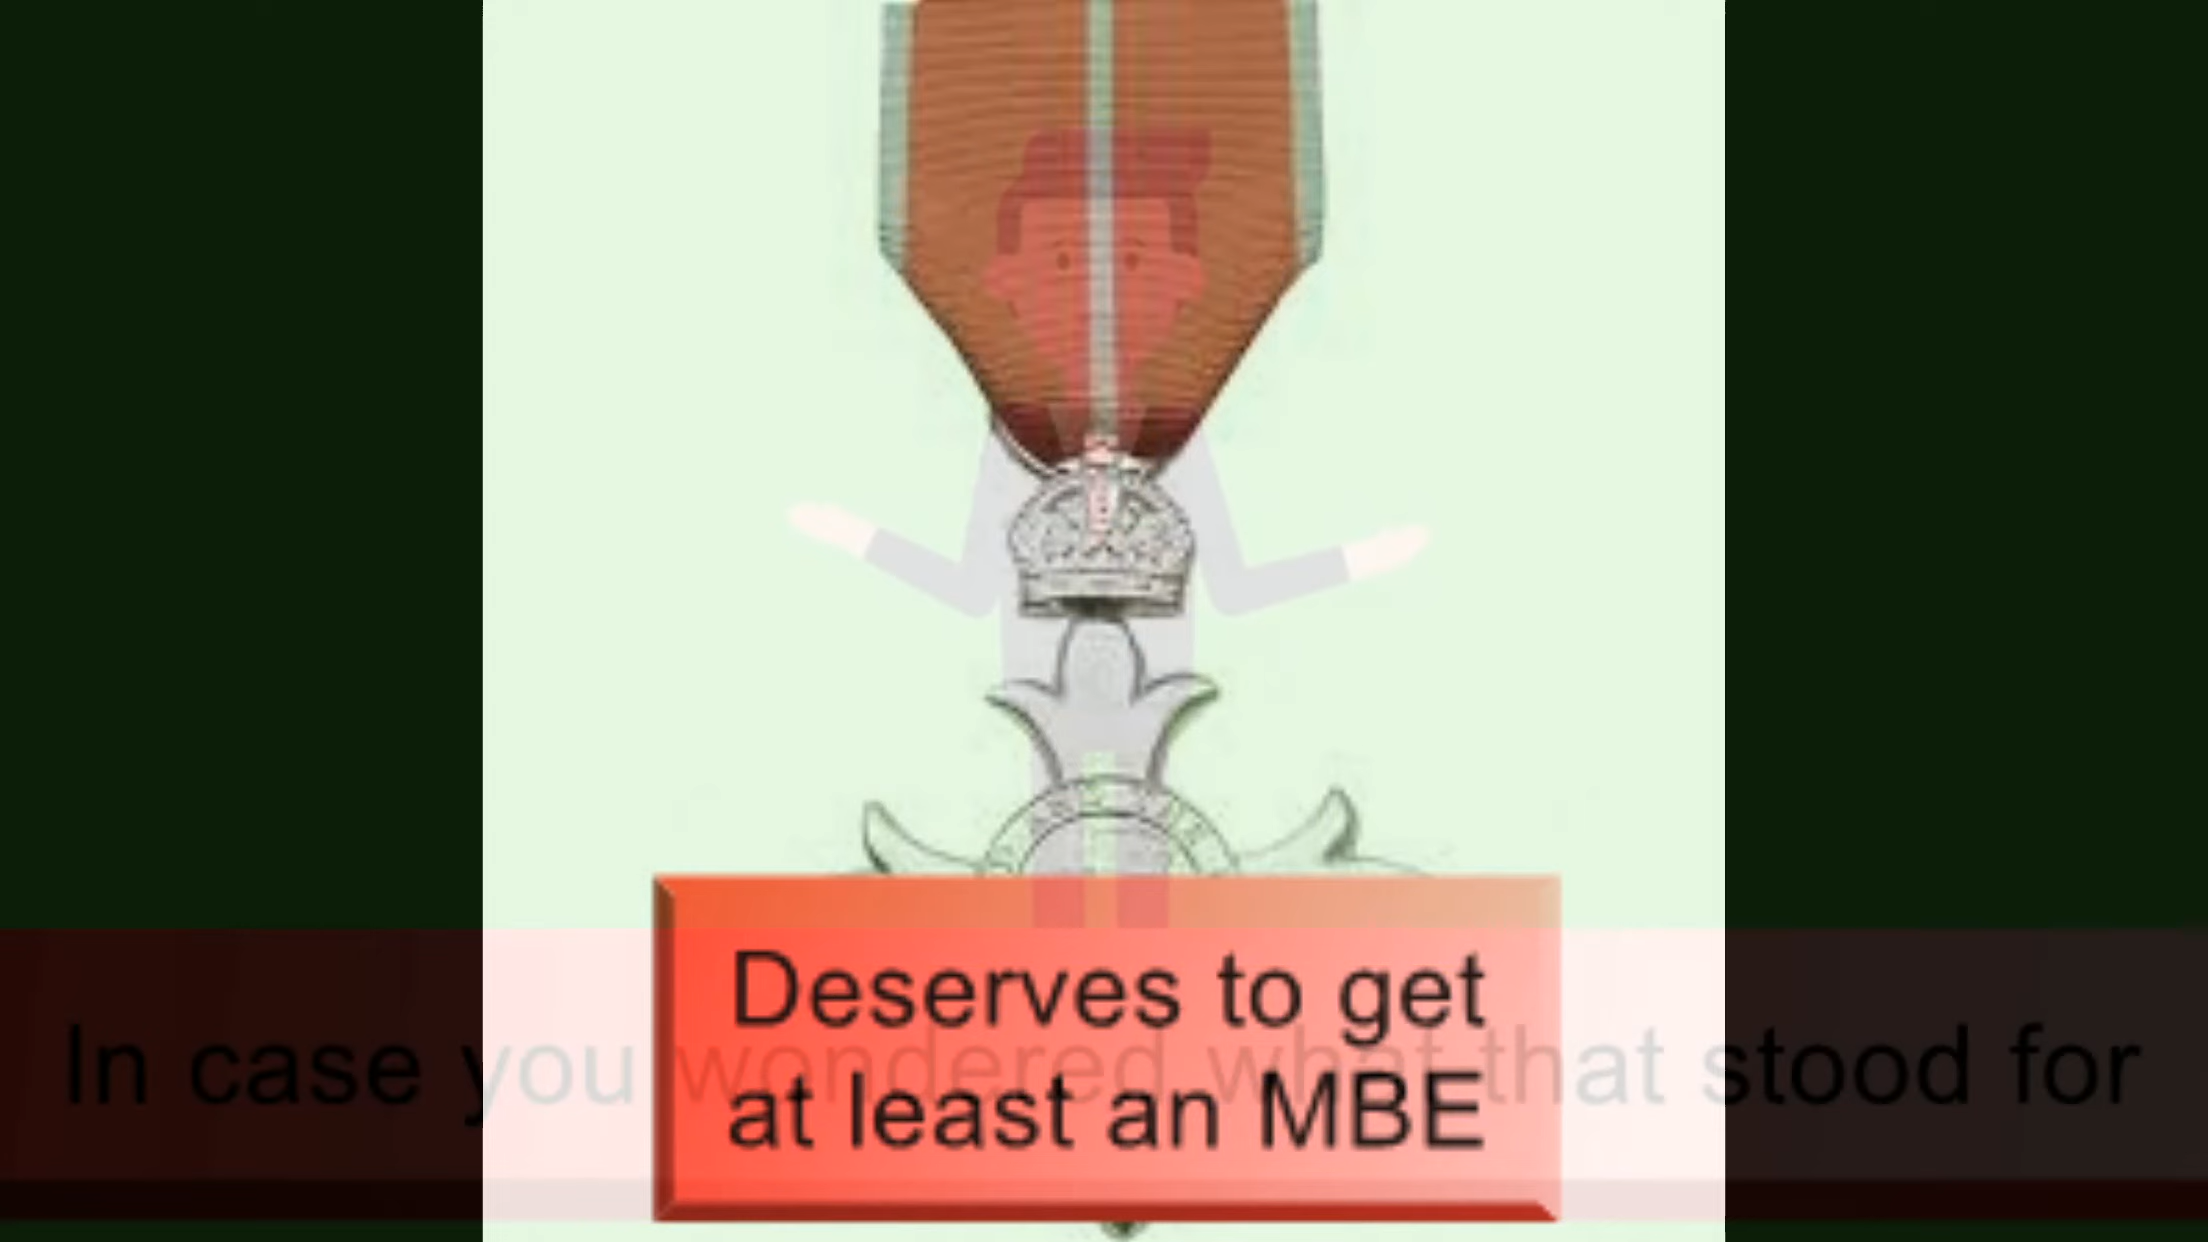 Deserves to get
at least an MBE
In case you wondered what that stood for